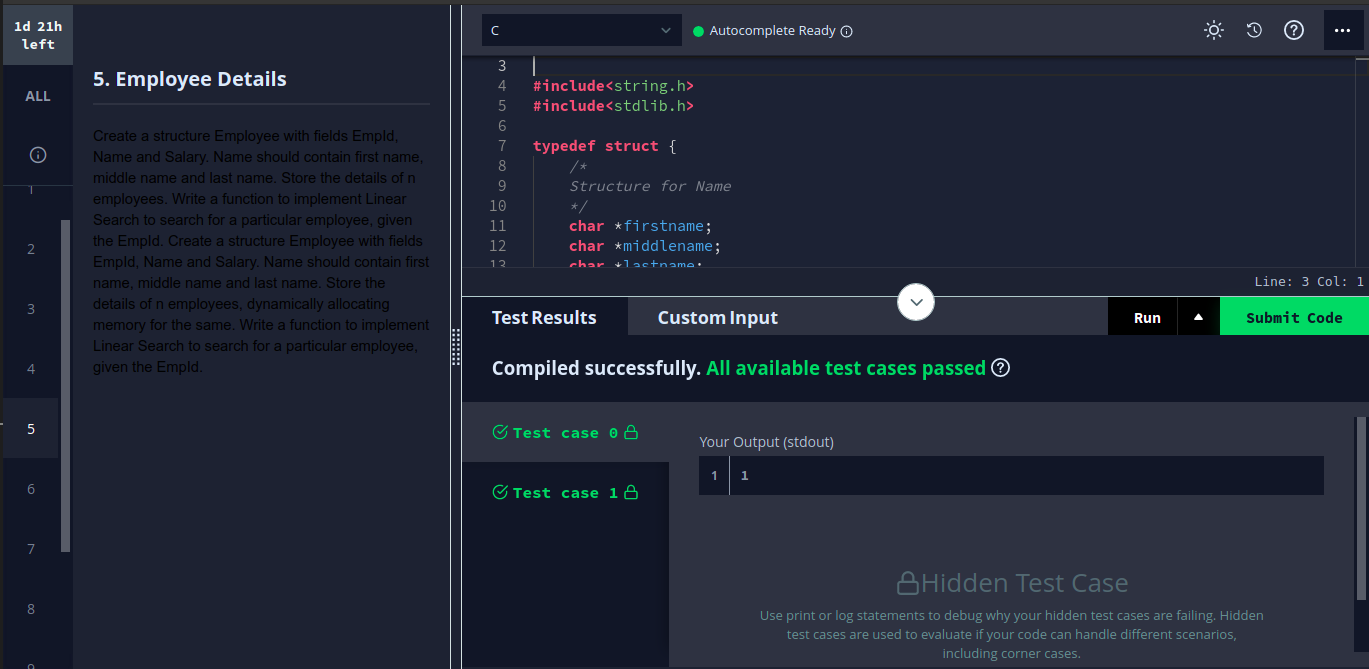 1d 21h
left
ALL
1
2
3
4
5
6
7
8
9
5. Employee Details
Create a structure Employee with fields EmpId,
Name and Salary. Name should contain first name,
middle name and last name. Store the details of n
employees. Write a function to implement Linear
Search to search for a particular employee, given
the EmpId. Create a structure Employee with fields
EmpId, Name and Salary. Name should contain first
name, middle name and last name. Store the
details of n employees, dynamically allocating
memory for the same. Write a function to implement
Linear Search to search for a particular employee,
given the EmpId.
C
Autocomplete Ready
3
4 #include<string.h>
5 #include<stdlib.h>
6
7 typedef struct {
8 /*
9 Structure for Name
10 */
11 char *firstname;
12 char *middlename;
13 char *lastname;
Line: 3 Col: 1
Test Results
Custom Input
Run
Submit Code
Compiled successfully. All available test cases passed
Test case 0
Test case 1
Your Output (stdout)
1 1
Hidden Test Case
Use print or log statements to debug why your hidden test cases are failing. Hidden
test cases are used to evaluate if your code can handle different scenarios,
including corner cases.